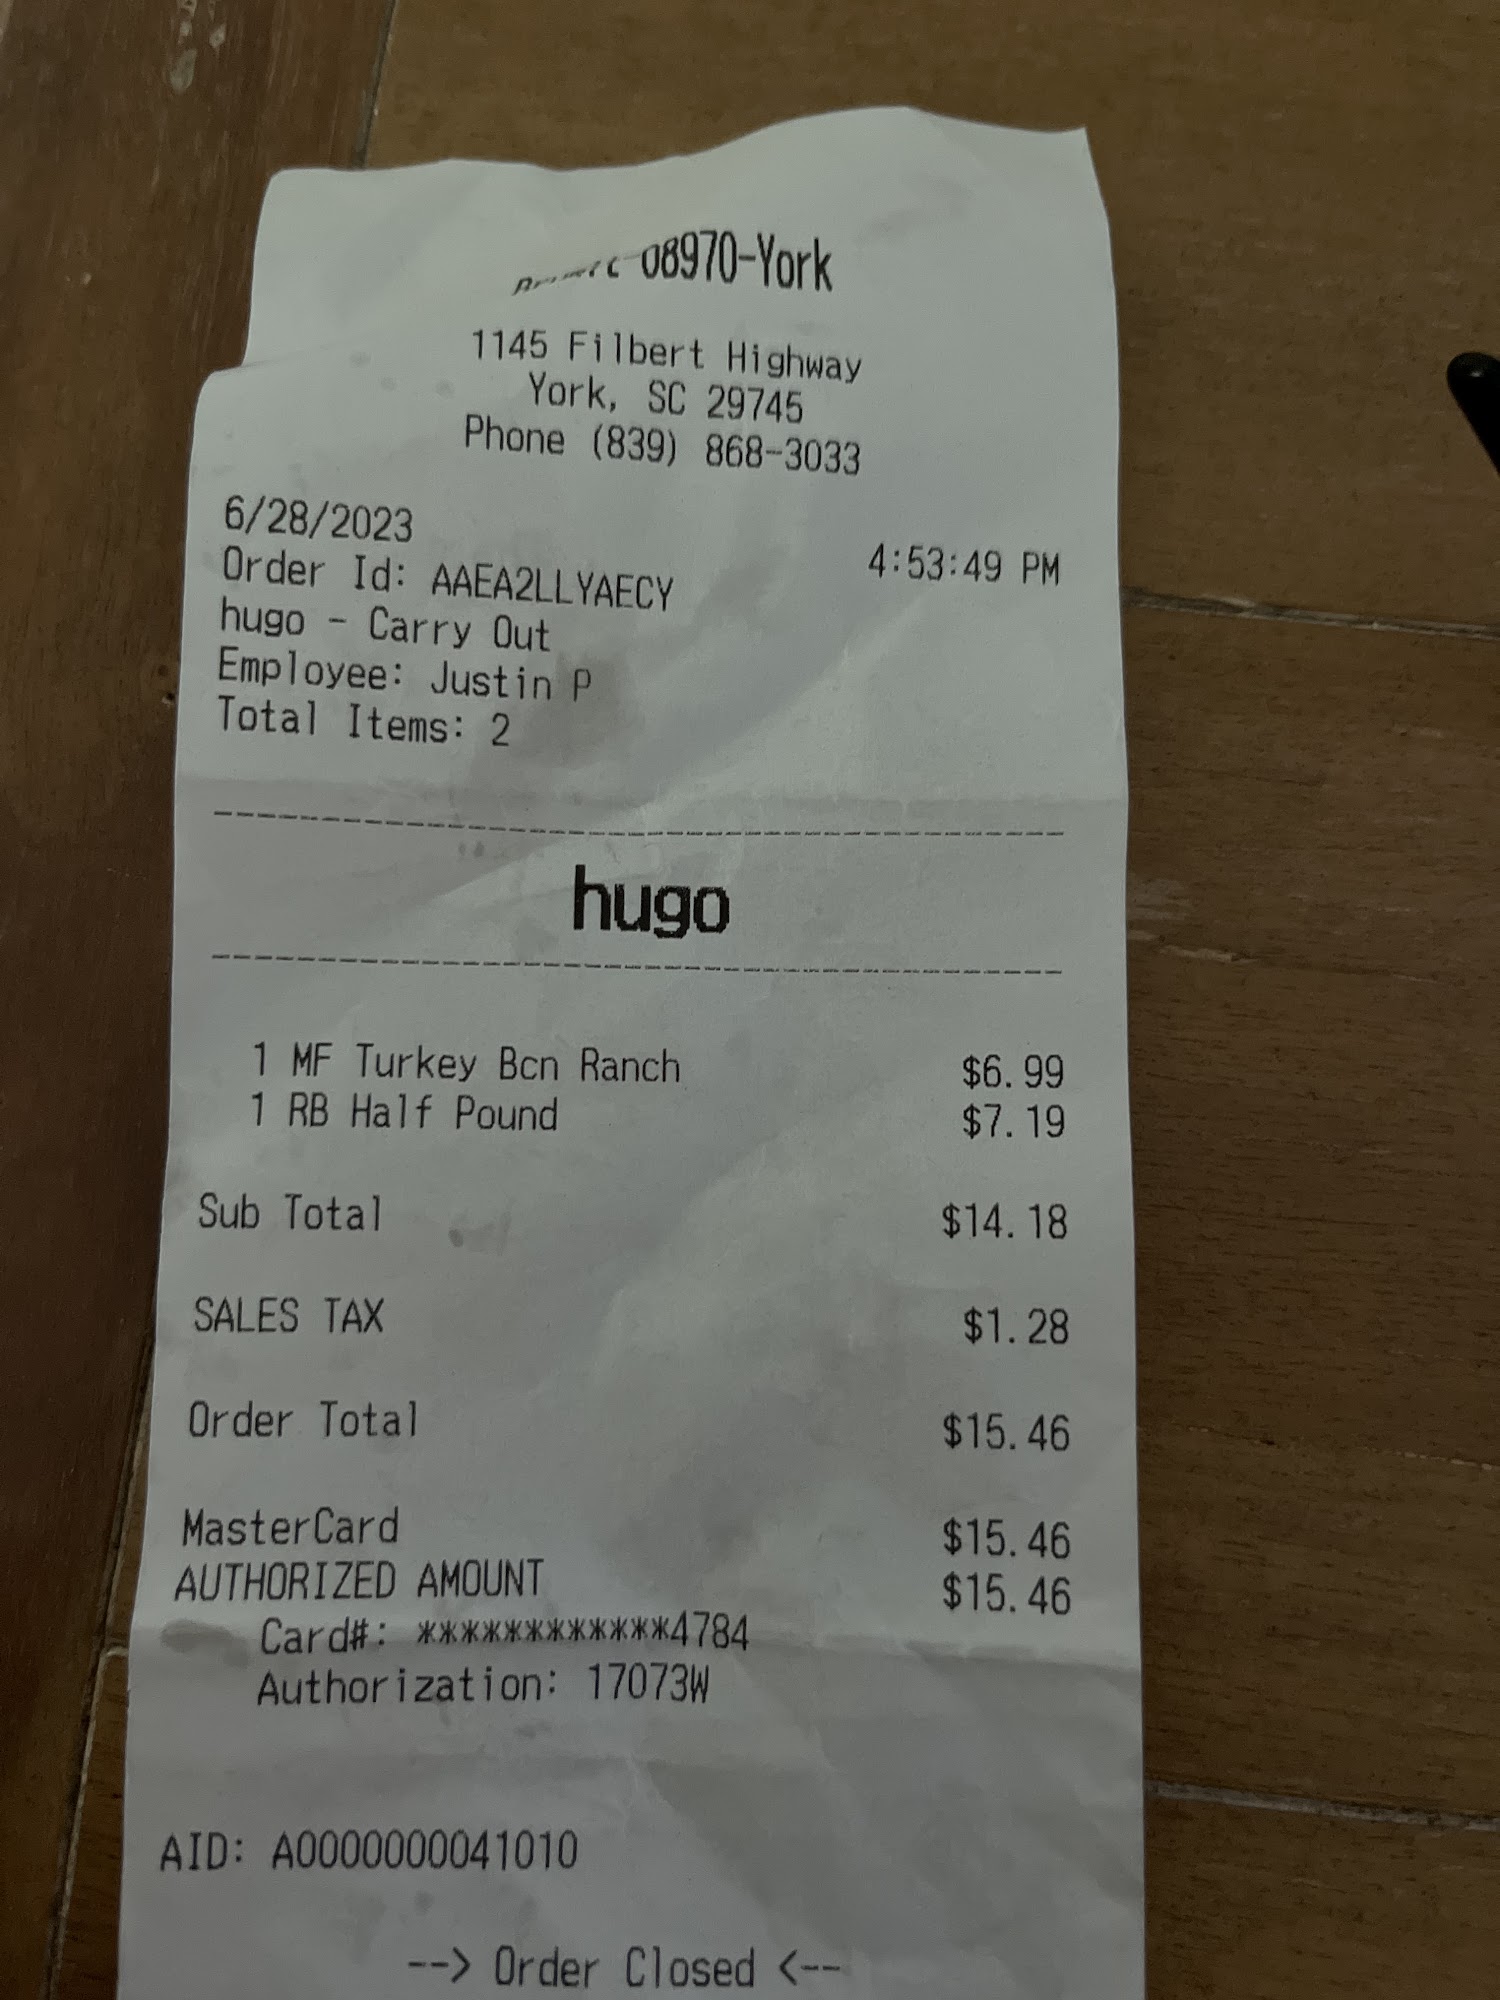 08970-York
1145 Filbert Highway
York, SC 29745
Phone (839) 868-3033
6/28/2023 4:53:49 PM
Order Id: AAEA2LLYAECY
hugo - Carry Out
Employee: Justin P
Total Items: 2
hugo
1 MF Turkey Bcn Ranch $6.99
1 RB Half Pound $7.19
Sub Total $14.18
SALES TAX $1.28
Order Total $15.46
MasterCard $15.46
AUTHORIZED AMOUNT $15.46
Card#: ************4784
Authorization: 17073W
AID: A0000000041010
--> Order Closed <--